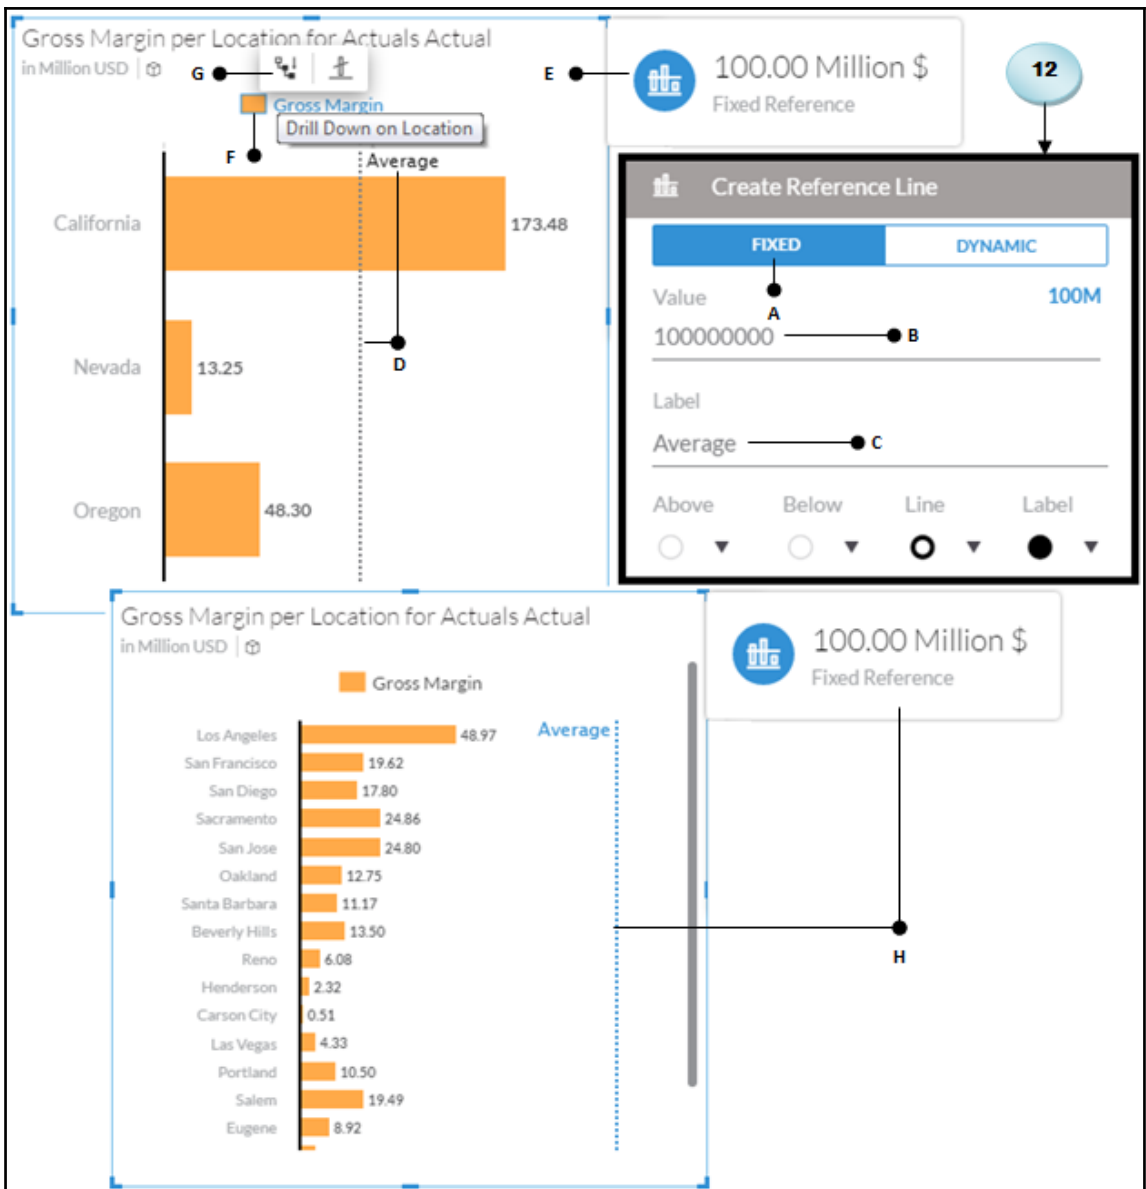 Gross Margin per Location for Actuals Actual
in Million USD
G
Gross Margin
Drill Down on Location
F
Average
California
173.48
Nevada
13.25
D
Oregon
48.30
E
100.00 Million $
Fixed Reference
12
Create Reference Line
FIXED
DYNAMIC
Value
100M
A
100000000
B
Label
Average
C
Above
Below
Line
Label
Gross Margin per Location for Actuals Actual
in Million USD
Gross Margin
100.00 Million $
Fixed Reference
Average
Los Angeles 48.97
San Francisco 19.62
San Diego 17.80
Sacramento 24.86
San Jose 24.80
Oakland 12.75
Santa Barbara 11.17
Beverly Hills 13.50
Reno 6.08
Henderson 2.32
Carson City 0.51
Las Vegas 4.33
Portland 10.50
Salem 19.49
Eugene 8.92
H